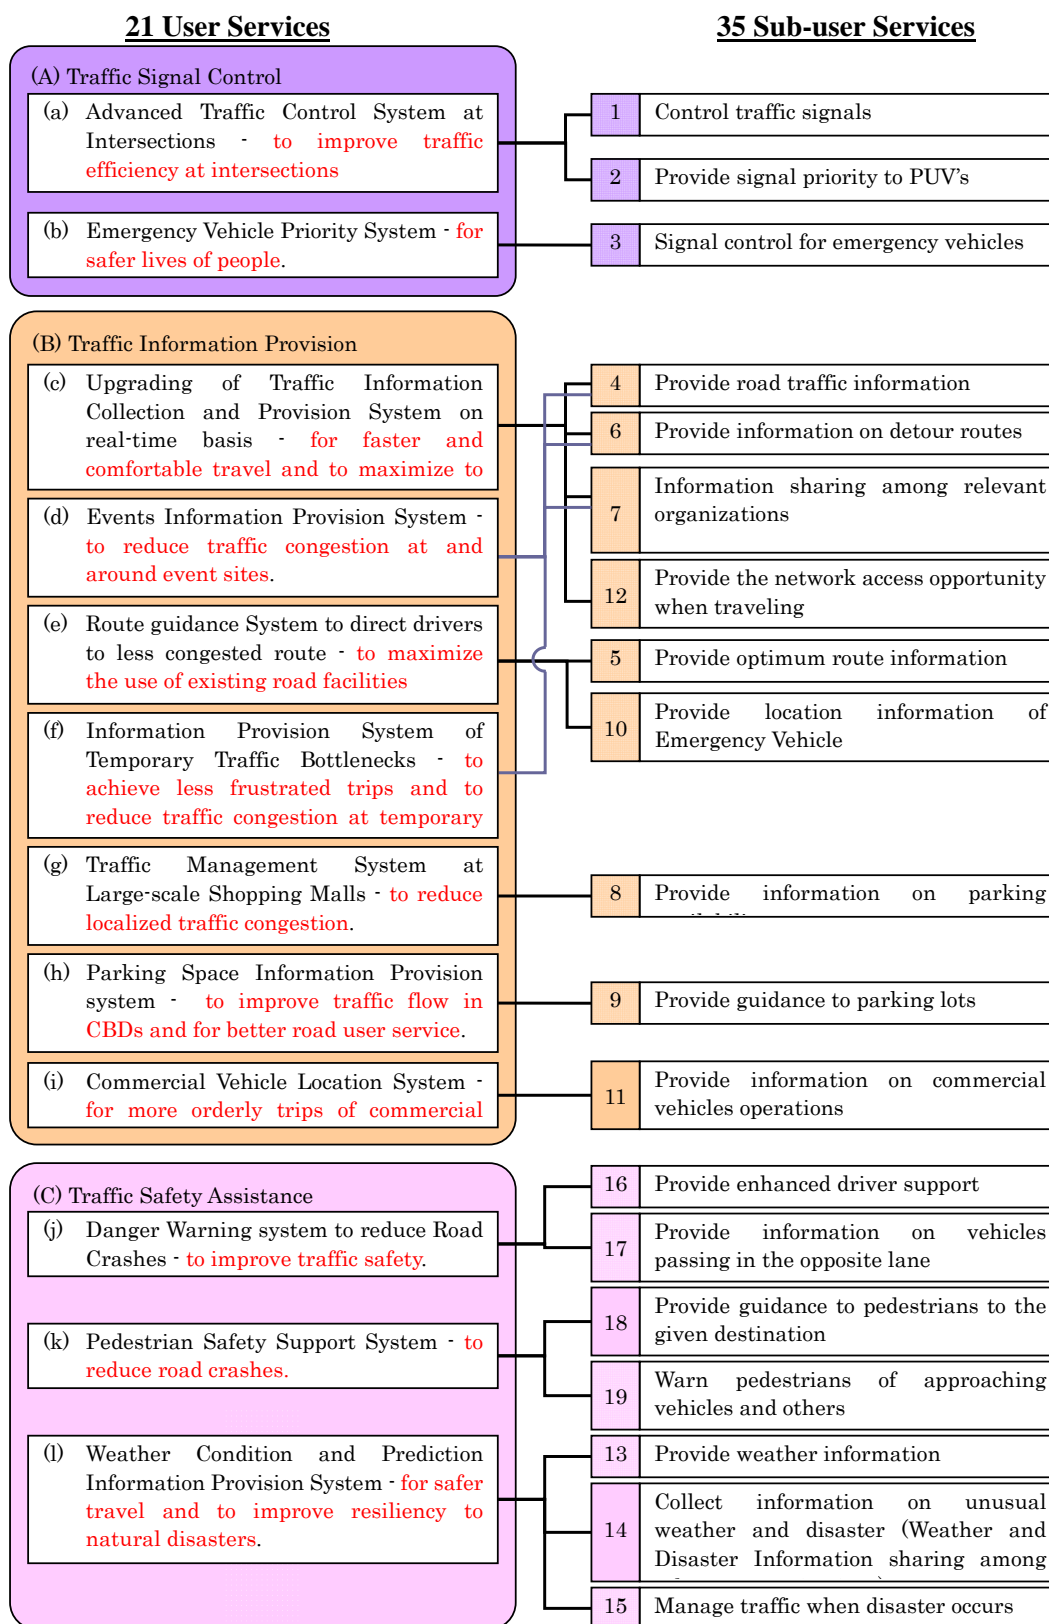 21 User Services
35 Sub-user Services
(A) Traffic Signal Control
(a) Advanced Traffic Control System at
Intersections - to improve traffic
efficiency at intersections
1 Control traffic signals
2 Provide signal priority to PUV's
(b) Emergency Vehicle Priority System - for
safer lives of people.
3 Signal control for emergency vehicles
(B) Traffic Information Provision
(c) Upgrading of Traffic Information
Collection and Provision System on
real-time basis - for faster and
comfortable travel and to maximize to
4 Provide road traffic information
6 Provide information on detour routes
7 Information sharing among relevant
organizations
12 Provide the network access opportunity
when traveling
(d) Events Information Provision System -
to reduce traffic congestion at and
around event sites.
(e) Route guidance System to direct drivers
to less congested route - to maximize
the use of existing road facilities
5 Provide optimum route information
10 Provide location information of
Emergency Vehicle
(f) Information Provision System of
Temporary Traffic Bottlenecks - to
achieve less frustrated trips and to
reduce traffic congestion at temporary
(g) Traffic Management System at
Large-scale Shopping Malls - to reduce
localized traffic congestion.
8 Provide information on parking
(h) Parking Space Information Provision
system - to improve traffic flow in
CBDs and for better road user service.
9 Provide guidance to parking lots
(i) Commercial Vehicle Location System -
for more orderly trips of commercial
11 Provide information on commercial
vehicles operations
(C) Traffic Safety Assistance
(j) Danger Warning system to reduce Road
Crashes - to improve traffic safety.
16 Provide enhanced driver support
17 Provide information on vehicles
passing in the opposite lane
(k) Pedestrian Safety Support System - to
reduce road crashes.
18 Provide guidance to pedestrians to the
given destination
19 Warn pedestrians of approaching
vehicles and others
(l) Weather Condition and Prediction
Information Provision System - for safer
travel and to improve resiliency to
natural disasters.
13 Provide weather information
14 Collect information on unusual
weather and disaster (Weather and
Disaster Information sharing among
15 Manage traffic when disaster occurs